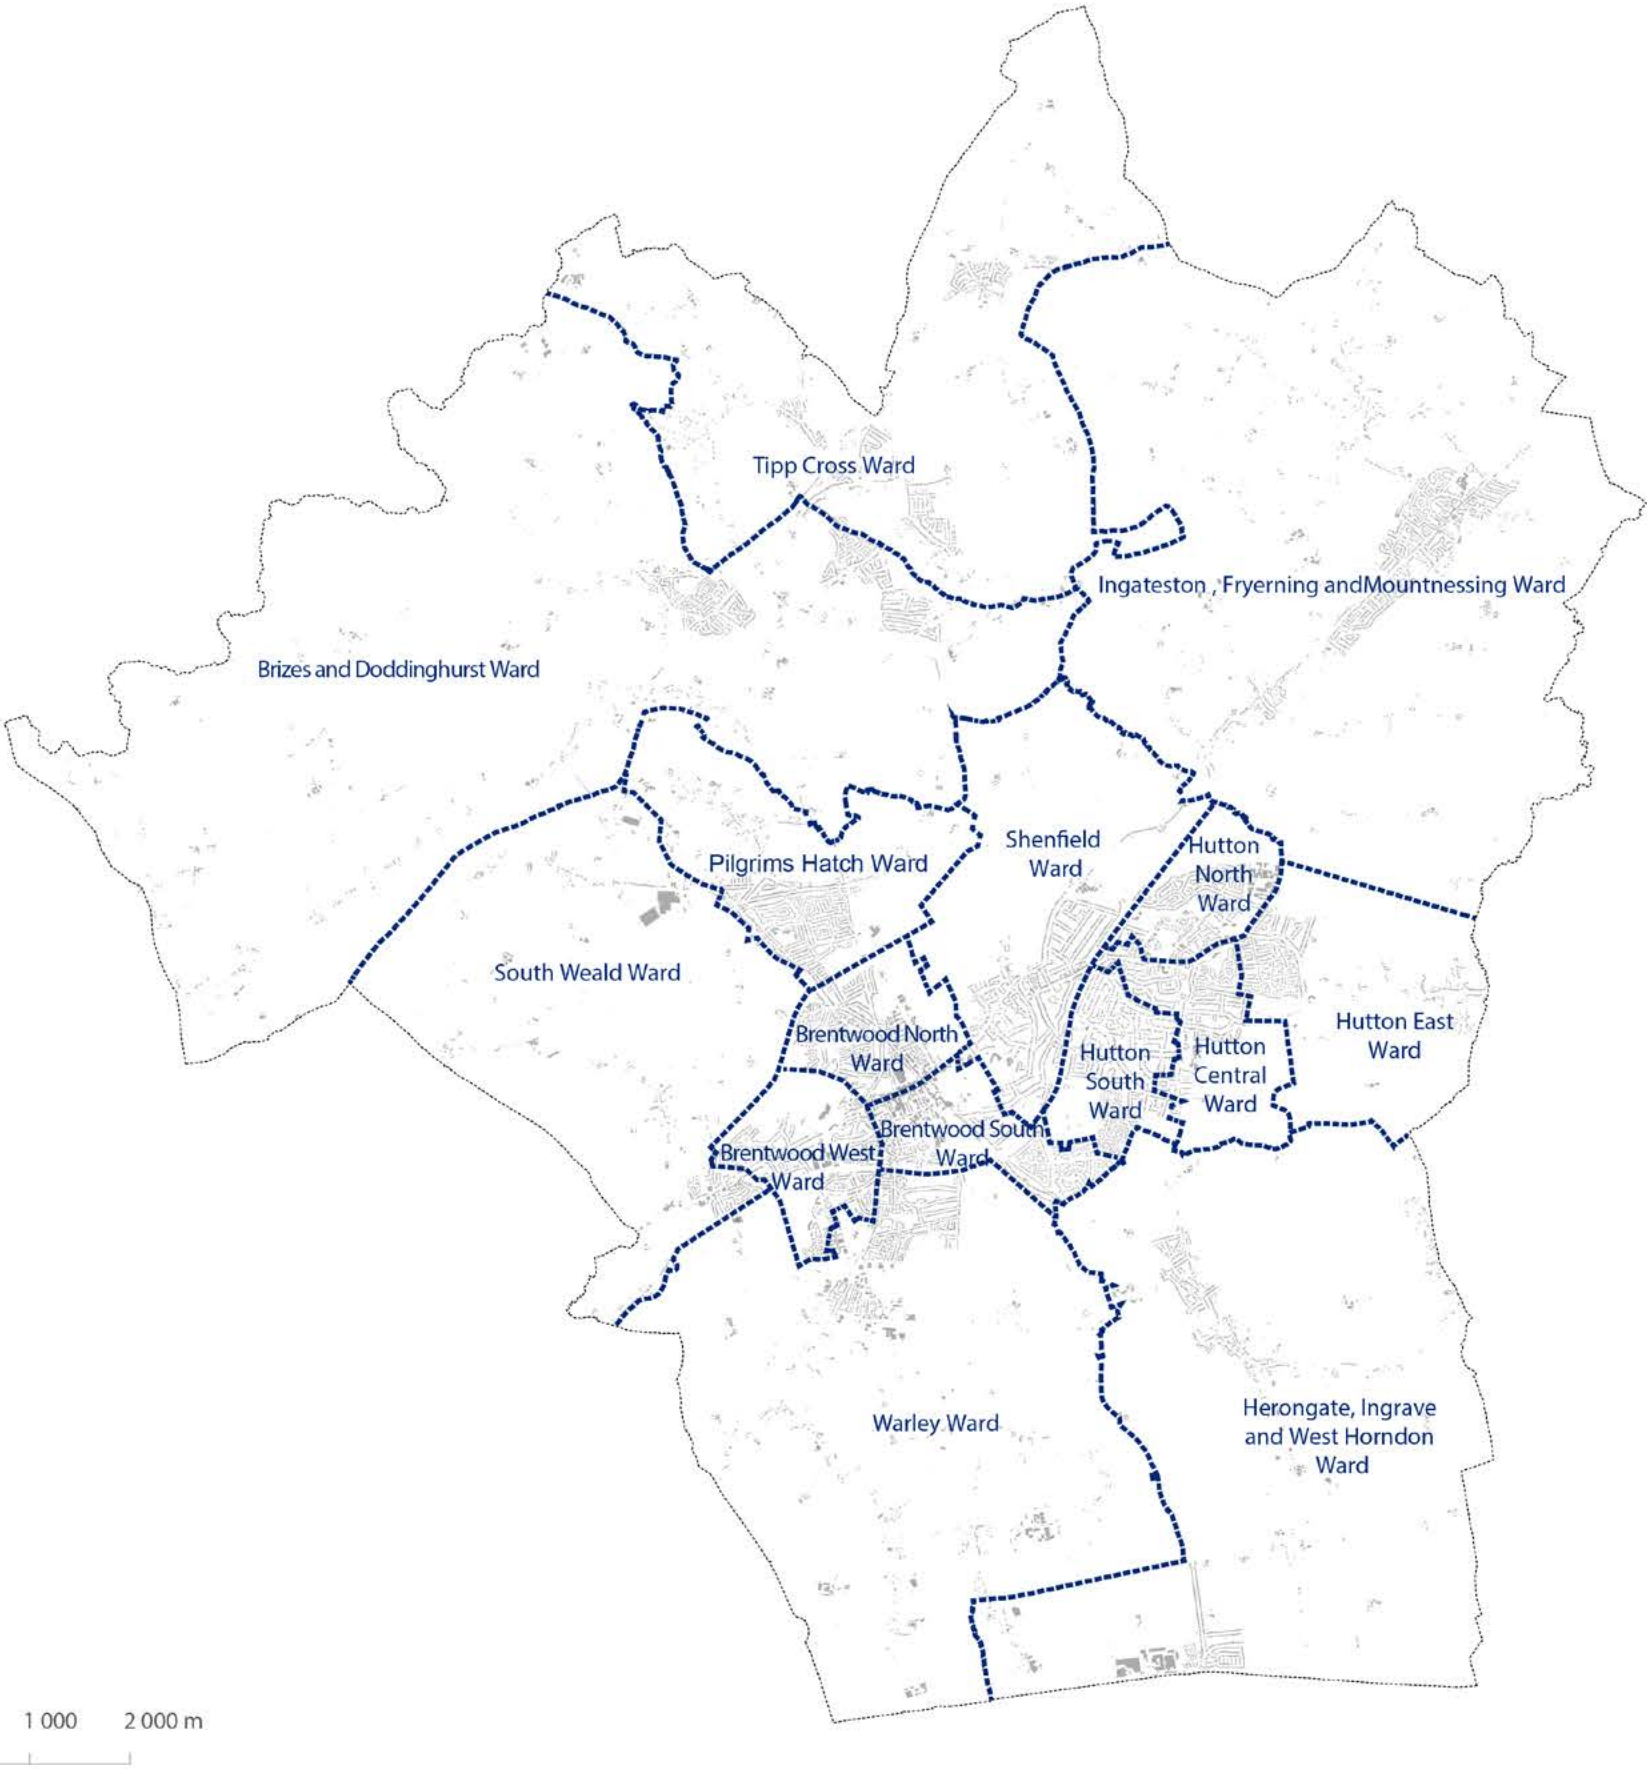 Tipp Cross Ward
Ingateston , Fryerning andMountnessing Ward
Brizes and Doddinghurst Ward
Shenfield
Ward
Hutton
North
Ward
Pilgrims Hatch Ward
South Weald Ward
Brentwood North
Ward
Hutton East
Ward
Hutton
South
Ward
Hutton
Central
Ward
Brentwood South
Ward
Brentwood West
Ward
Warley Ward
Herongate, Ingrave
and West Horndon
Ward
1 000 2 000 m